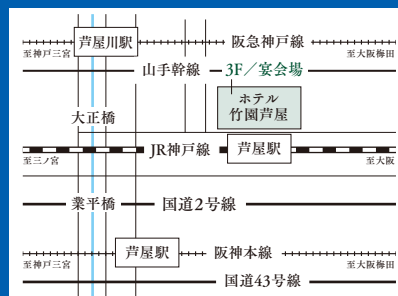 芦屋川駅
阪急神戸線
至神戸三宮
至大阪梅田
山手幹線
3F／宴会場
ホテル
竹園芦屋
大正橋
JR神戸線
芦屋駅
至三ノ宮
至大阪
業平橋
国道2号線
芦屋駅
阪神本線
至神戸三宮
至大阪梅田
国道43号線